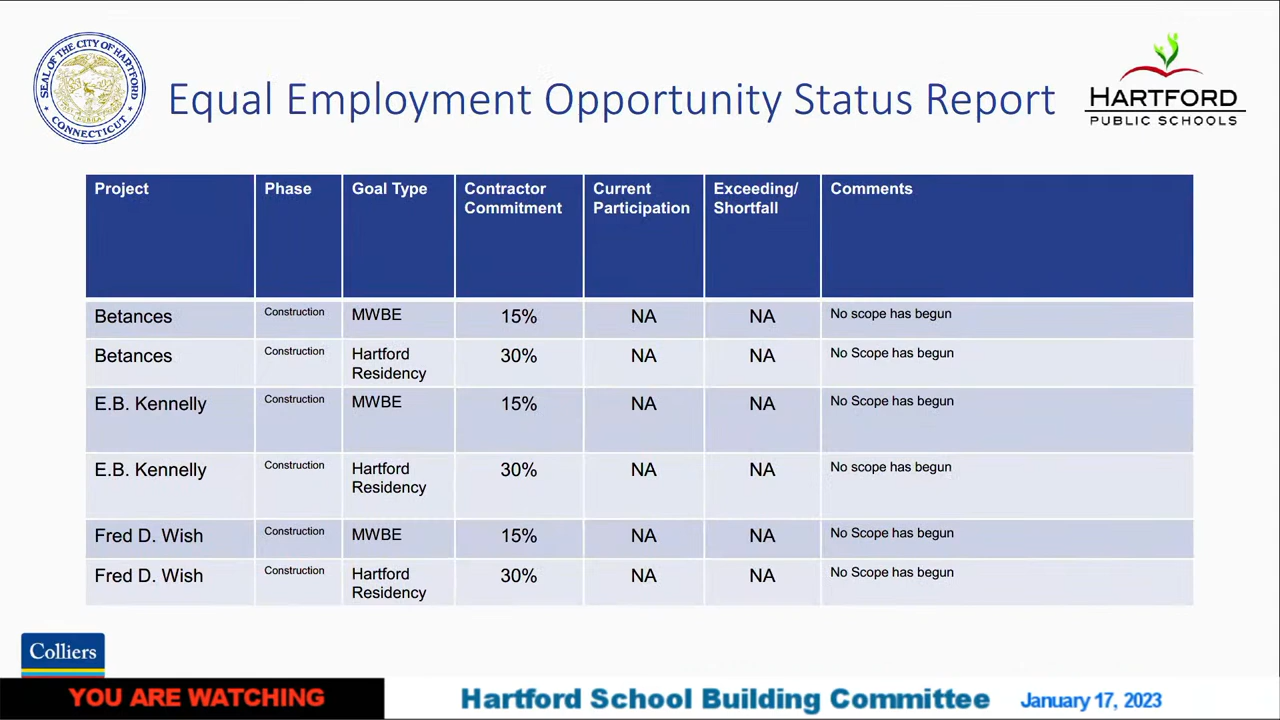 SEAL OF THE CITY OF HARTFORD
CONNECTICUT
Equal Employment Opportunity Status Report
HARTFORD
PUBLIC SCHOOLS
Project Phase Goal Type Contractor Commitment Current Participation Exceeding/ Shortfall Comments
Betances Construction MWBE 15% NA NA No scope has begun
Betances Construction Hartford Residency 30% NA NA No Scope has begun
E.B. Kennelly Construction MWBE 15% NA NA No Scope has begun
E.B. Kennelly Construction Hartford Residency 30% NA NA No scope has begun
Fred D. Wish Construction MWBE 15% NA NA No Scope has begun
Fred D. Wish Construction Hartford Residency 30% NA NA No Scope has begun
Colliers
YOU ARE WATCHING Hartford School Building Committee January 17, 2023